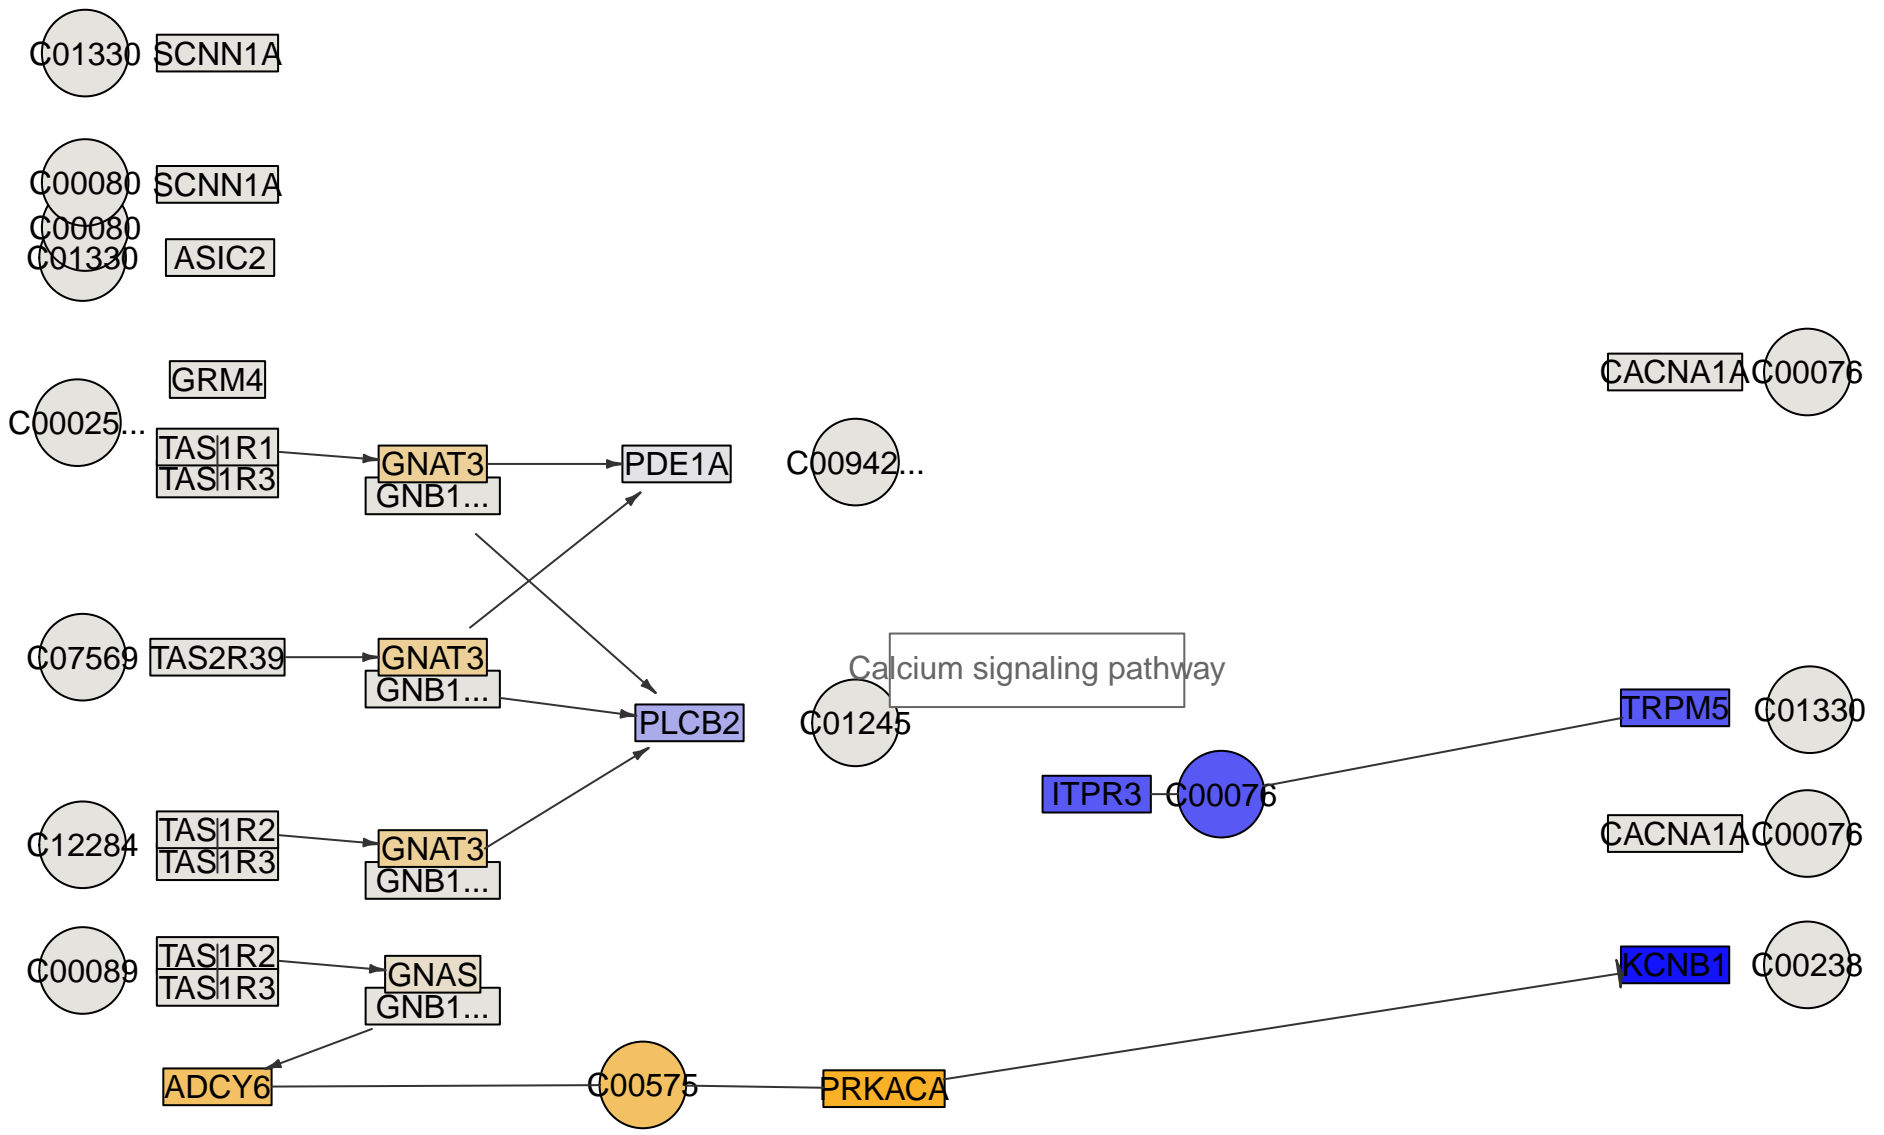 C01330 SCNN1A
C00080 SCNN1A
C00080
C01330 ASIC2
GRM4
CACNA1A C00076
C00025...
TAS1R1
GNAT3 PDE1A C00942...
TAS1R3
GNB1...
C07569 TAS2R39 GNAT3
Calcium signaling pathway
GNB1...
TRPM5 C01330
PLCB2 C01245
ITPR3 C00076
TAS1R2
CACNA1A C00076
C12284
GNAT3
TAS1R3
GNB1...
TAS1R2
KCNB1 C00238
C00089
GNAS
TAS1R3
GNB1...
ADCY6 C00575 PRKACA